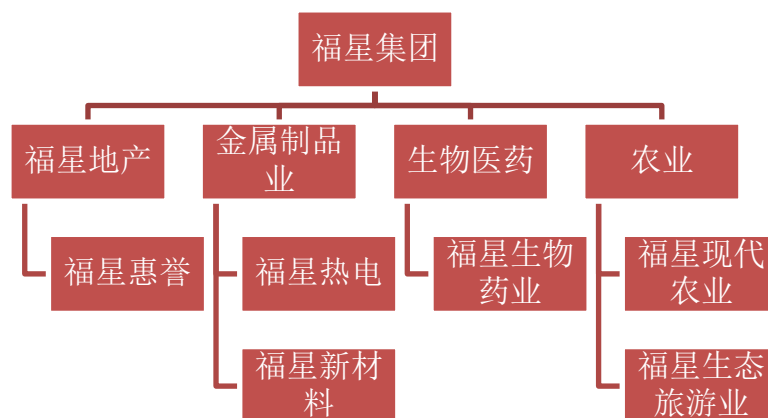 福星集团
福星地产
金属制品
业
生物医药
农业
福星惠誉
福星热电
福星生物
药业
福星现代
农业
福星新材
料
福星生态
旅游业